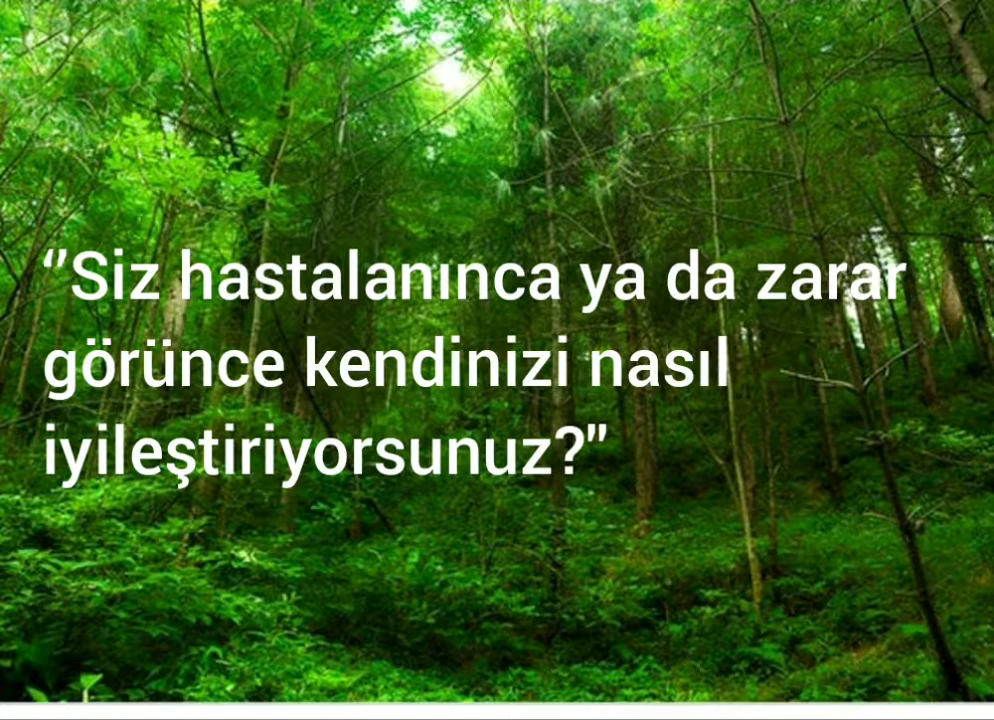 ‘’Siz hastalanınca ya da zarar
görünce kendinizi nasıl
iyileştiriyorsunuz?’’